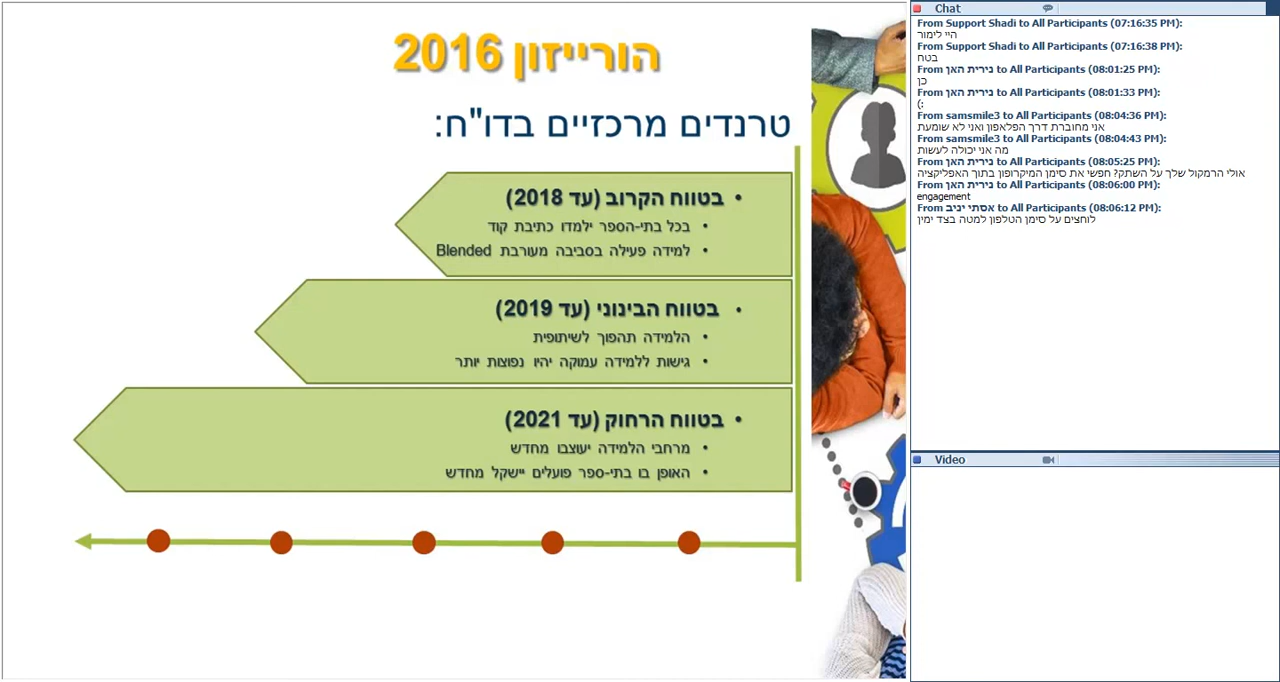 הורייזון 2016
טרנדים מרכזיים בדו"ח:
• בטווח הקרוב (עד 2018)
• בכל בתי-הספר ילמדו כתיבת קוד
• למידה פעילה בסביבה מעורבת Blended
• בטווח הבינוני (עד 2019)
• הלמידה תהפוך לשיתופית
• גישות ללמידה עמוקה יהיו נפוצות יותר
• בטווח הרחוק (עד 2021)
• מרחבי הלמידה יעוצבו מחדש
• האופן בו בתי-ספר פועלים יישקל מחדש
Chat
From Support Shadi to All Participants (07:16:35 PM):
היי לימור
From Support Shadi to All Participants (07:16:38 PM):
בטח
From נירית האן to All Participants (08:01:25 PM):
כן
From נירית האן to All Participants (08:01:33 PM):
(:
From samsmile3 to All Participants (08:04:36 PM):
אני מחוברת דרך הפלאפון ואני לא שומעת
From samsmile3 to All Participants (08:04:43 PM):
מה אני יכולה לעשות
From נירית האן to All Participants (08:05:25 PM):
אולי הרמקול שלך על השתק? חפשי את סימן המיקרופון בתוך האפליקציה
From נירית האן to All Participants (08:06:00 PM):
engagement
From אסתי יניב to All Participants (08:06:12 PM):
לוחצים על סימן הטלפון למטה בצד ימין
Video